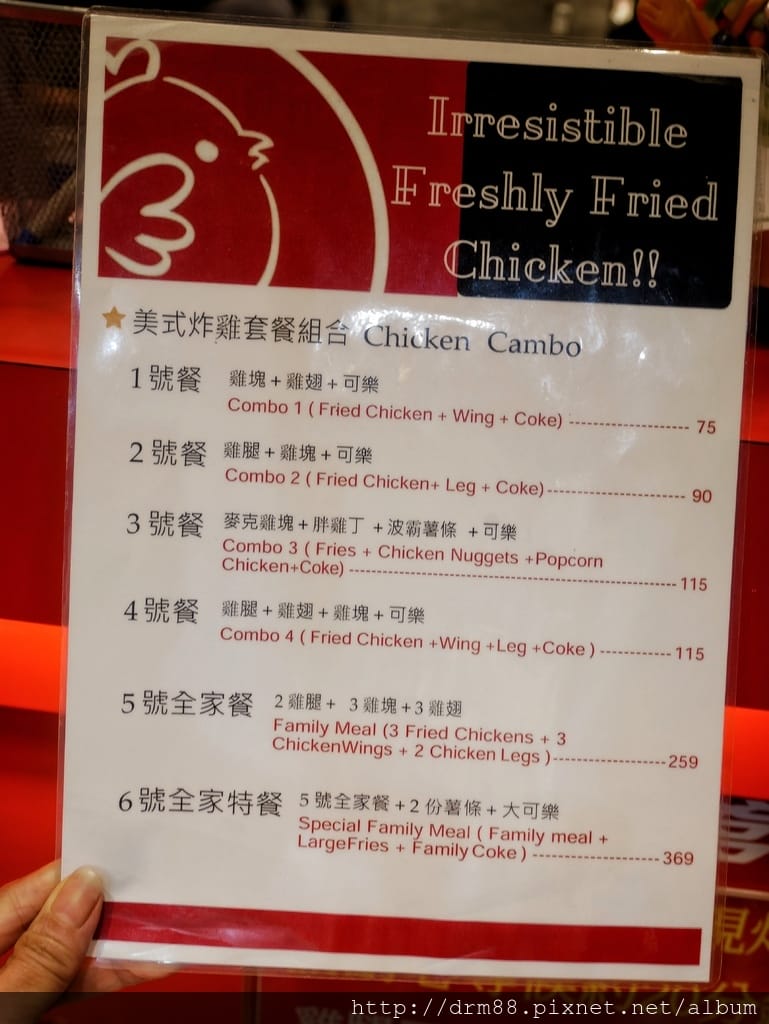 Irresistible
Freshly Fried
Chicken!!
美式炸雞套餐組合 Chicken Cambo
1號餐 雞塊+雞翅+可樂
Combo 1 ( Fried Chicken + Wing + Coke) -------------------- 75
2號餐 雞腿+雞塊+可樂
Combo 2 ( Fried Chicken+ Leg + Coke)----------------------- 90
3號餐 麥克雞塊+胖雞丁 +波霸薯條 +可樂
Combo 3 ( Fries + Chicken Nuggets +Popcorn
Chicken+Coke) ------------------------------------------------------115
4號餐 雞腿+雞翅+雞塊+可樂
Combo 4 ( Fried Chicken +Wing +Leg +Coke ) ------------115
5號全家餐 2雞腿+ 3雞塊+3雞翅
Family Meal (3 Fried Chickens + 3
ChickenWings + 2 Chicken Legs )-------------------259
6號全家特餐 5號全家餐+2份薯條+大可樂
Special Family Meal ( Family meal +
LargeFries + Family Coke ) ---------------------369
http://drm88.pixnet.net/album